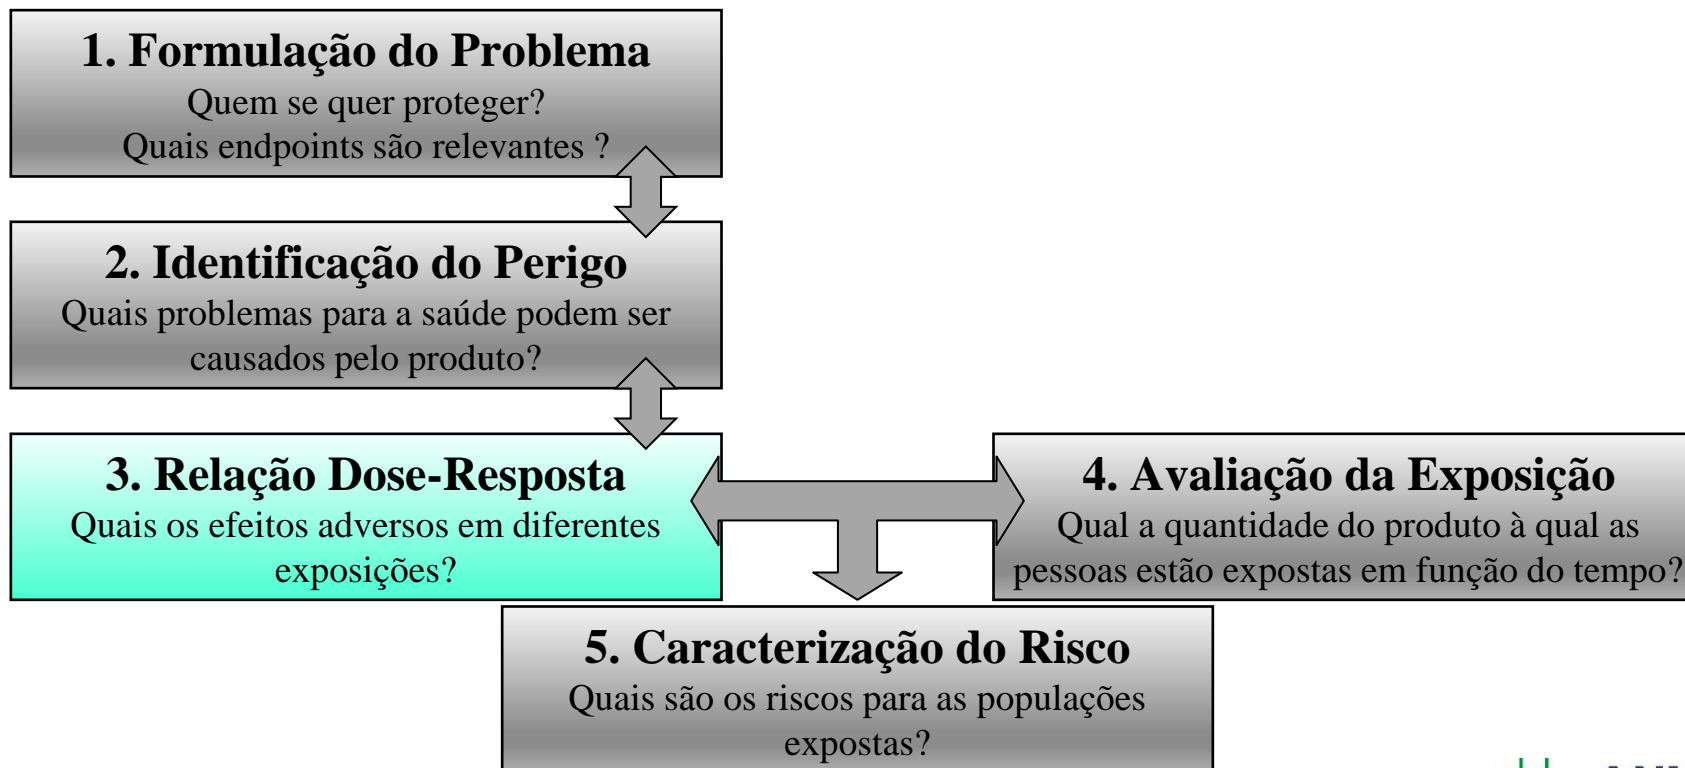 1. Formulação do Problema
Quem se quer proteger?
Quais endpoints são relevantes ?
2. Identificação do Perigo
Quais problemas para a saúde podem ser
causados pelo produto?
3. Relação Dose-Resposta
Quais os efeitos adversos em diferentes
exposições?
4. Avaliação da Exposição
Qual a quantidade do produto à qual as
pessoas estão expostas em função do tempo?
5. Caracterização do Risco
Quais são os riscos para as populações
expostas?